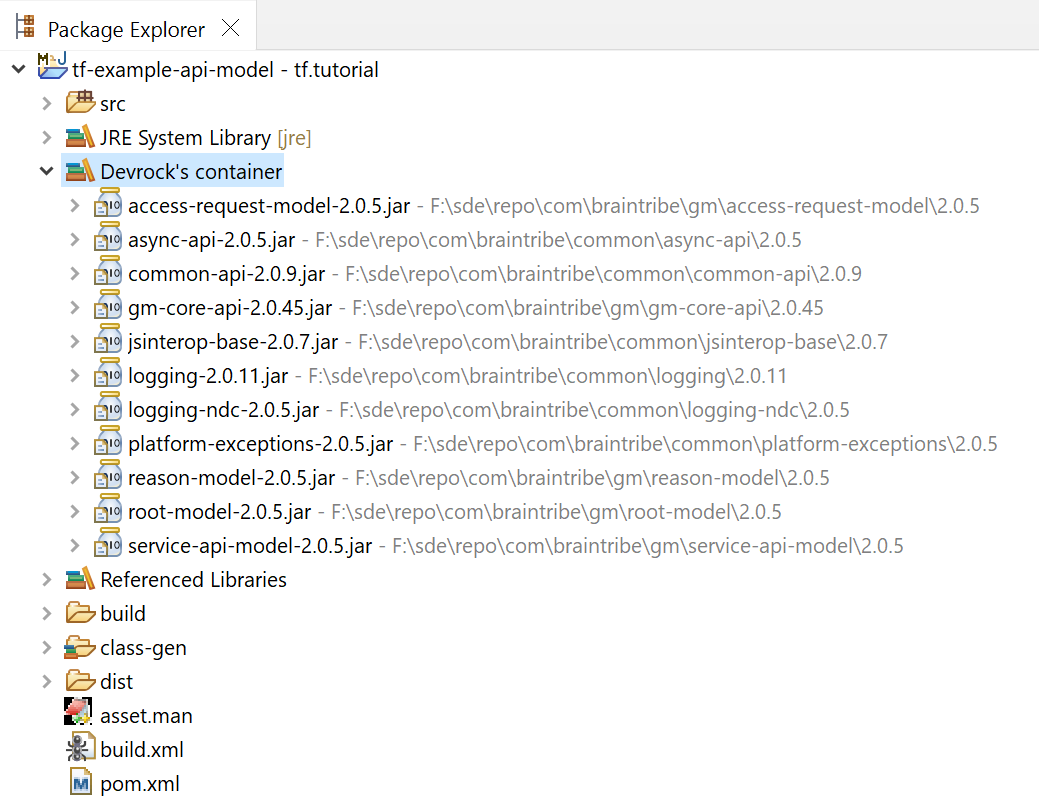 Package Explorer
tf-example-api-model - tf.tutorial
src
JRE System Library [jre]
Devrock's container
access-request-model-2.0.5.jar - F:\sde\repo\com\braintribe\gm\access-request-model\2.0.5
async-api-2.0.5.jar - F:\sde\repo\com\braintribe\common\async-api\2.0.5
common-api-2.0.9.jar - F:\sde\repo\com\braintribe\common\common-api\2.0.9
gm-core-api-2.0.45.jar - F:\sde\repo\com\braintribe\gm\gm-core-api\2.0.45
jsinterop-base-2.0.7.jar - F:\sde\repo\com\braintribe\common\jsinterop-base\2.0.7
logging-2.0.11.jar - F:\sde\repo\com\braintribe\common\logging\2.0.11
logging-ndc-2.0.5.jar - F:\sde\repo\com\braintribe\common\logging-ndc\2.0.5
platform-exceptions-2.0.5.jar - F:\sde\repo\com\braintribe\common\platform-exceptions\2.0.5
reason-model-2.0.5.jar - F:\sde\repo\com\braintribe\gm\reason-model\2.0.5
root-model-2.0.5.jar - F:\sde\repo\com\braintribe\gm\root-model\2.0.5
service-api-model-2.0.5.jar - F:\sde\repo\com\braintribe\gm\service-api-model\2.0.5
Referenced Libraries
build
class-gen
dist
asset.man
build.xml
pom.xml